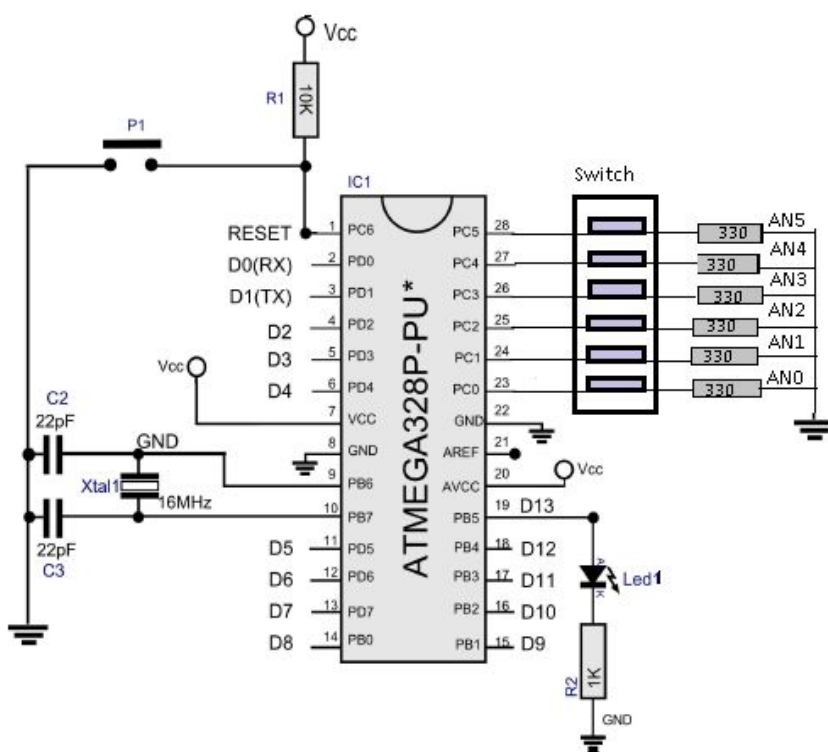 Vcc
R1
10K
P1
IC1
Switch
ATMEGA328P-PU*
RESET 1 PC6
D0(RX) 2 PD0
D1(TX) 3 PD1
D2 4 PD2
D3 5 PD3
D4 6 PD4
Vcc
7 VCC
8 GND
9 PB6
10 PB7
D5 11 PD5
D6 12 PD6
D7 13 PD7
D8 14 PB0
PC5 28 330 AN5
PC4 27 330 AN4
PC3 26 330 AN3
PC2 25 330 AN2
PC1 24 330 AN1
PC0 23 330 AN0
GND 22
AREF 21
AVCC 20 Vcc
PB5 19 D13
PB4 18 D12
PB3 17 D11
PB2 16 D10
PB1 15 D9
C2
22pF
GND
Xtal1
16MHz
22pF
C3
A
K
Led1
R2
1K
GND